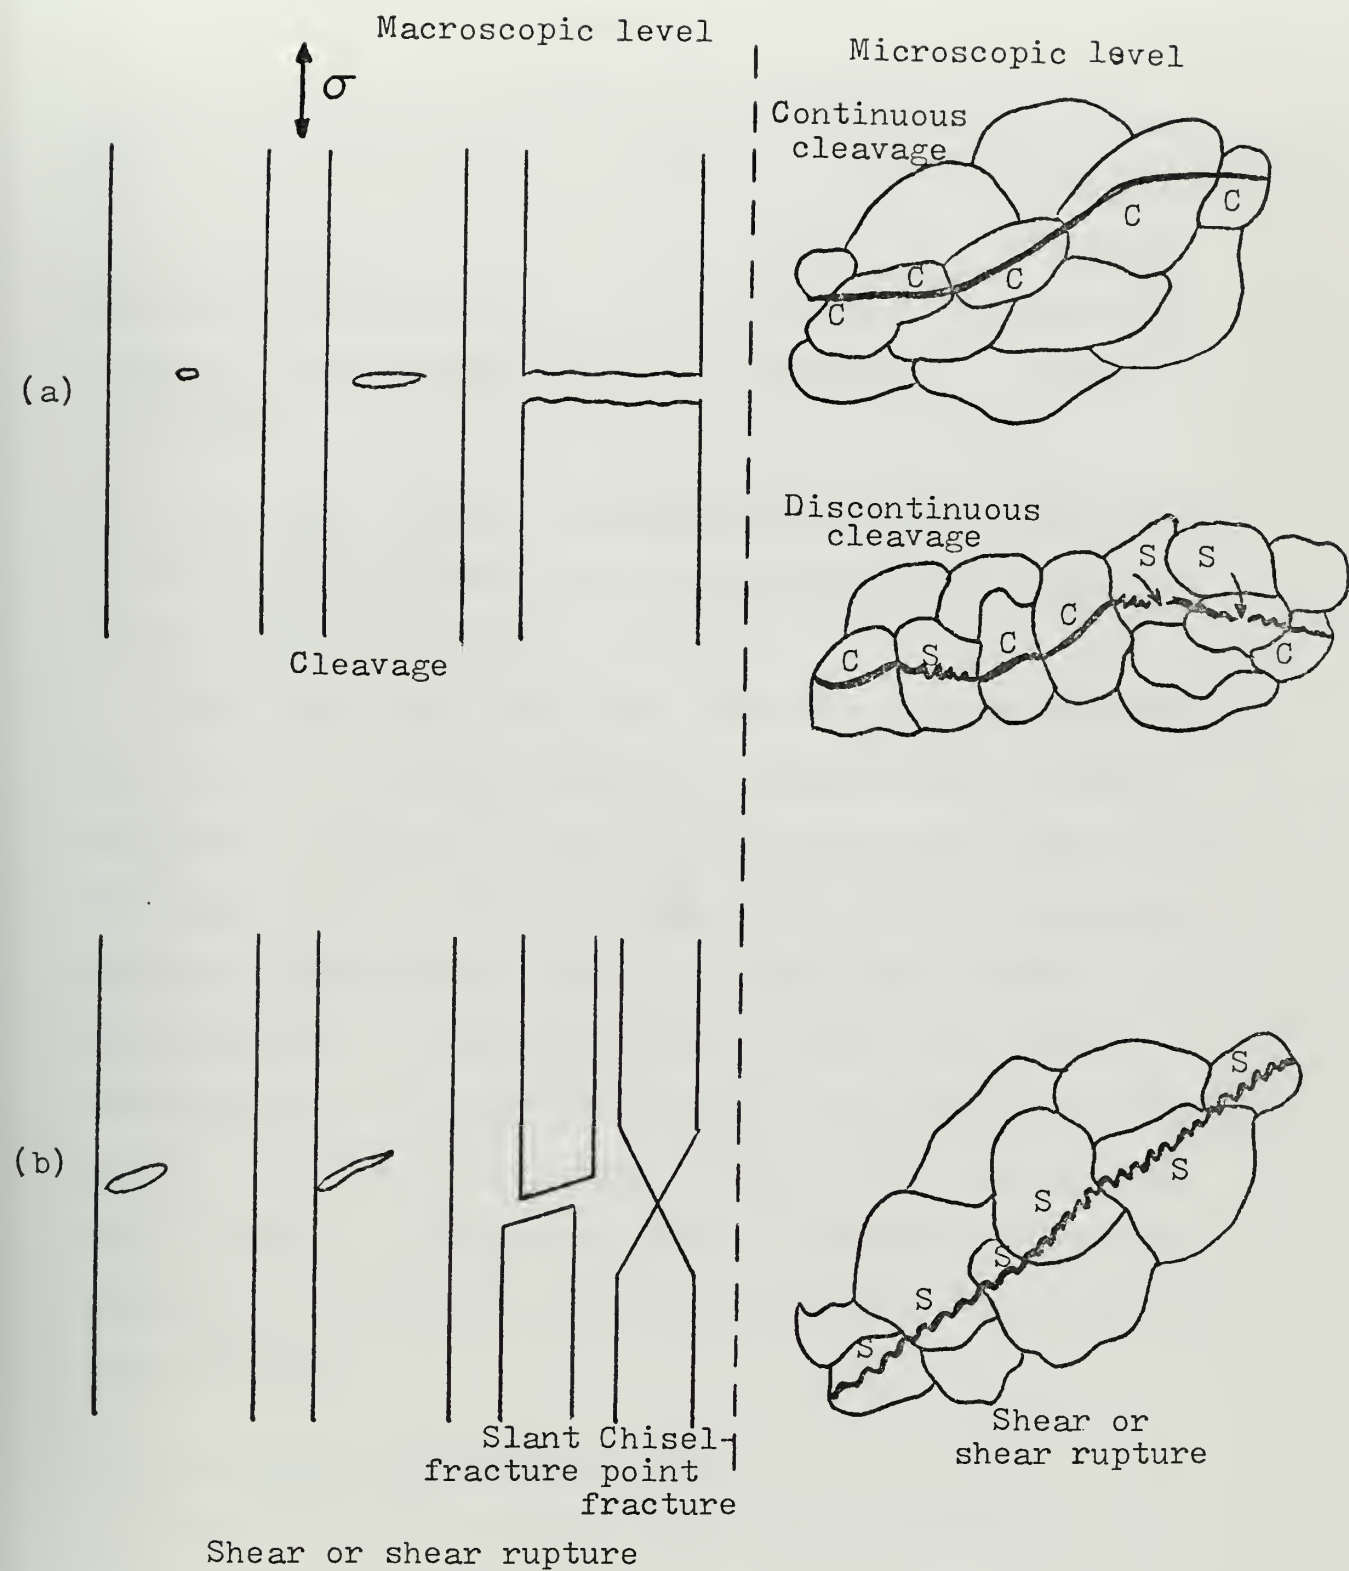 Macroscopic level
Microscopic level
σ
Continuous
cleavage
C
C
C
C
C
(a)
Cleavage
Discontinuous
cleavage
S
S
C
C
S
C
C
(b)
S
S
S
S
S
S
Slant Chisel-
fracture point
fracture
Shear or
shear rupture
Shear or shear rupture